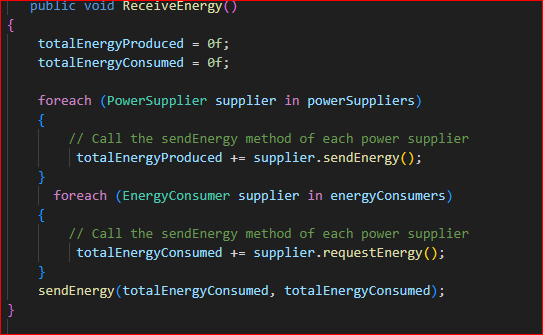 public void ReceiveEnergy()
{
totalEnergyProduced = 0f;
totalEnergyConsumed = 0f;
foreach (PowerSupplier supplier in powerSuppliers)
{
// Call the sendEnergy method of each power supplier
totalEnergyProduced += supplier.sendEnergy();
}
foreach (EnergyConsumer supplier in energyConsumers)
{
// Call the sendEnergy method of each power supplier
totalEnergyConsumed += supplier.requestEnergy();
}
sendEnergy(totalEnergyConsumed, totalEnergyConsumed);
}